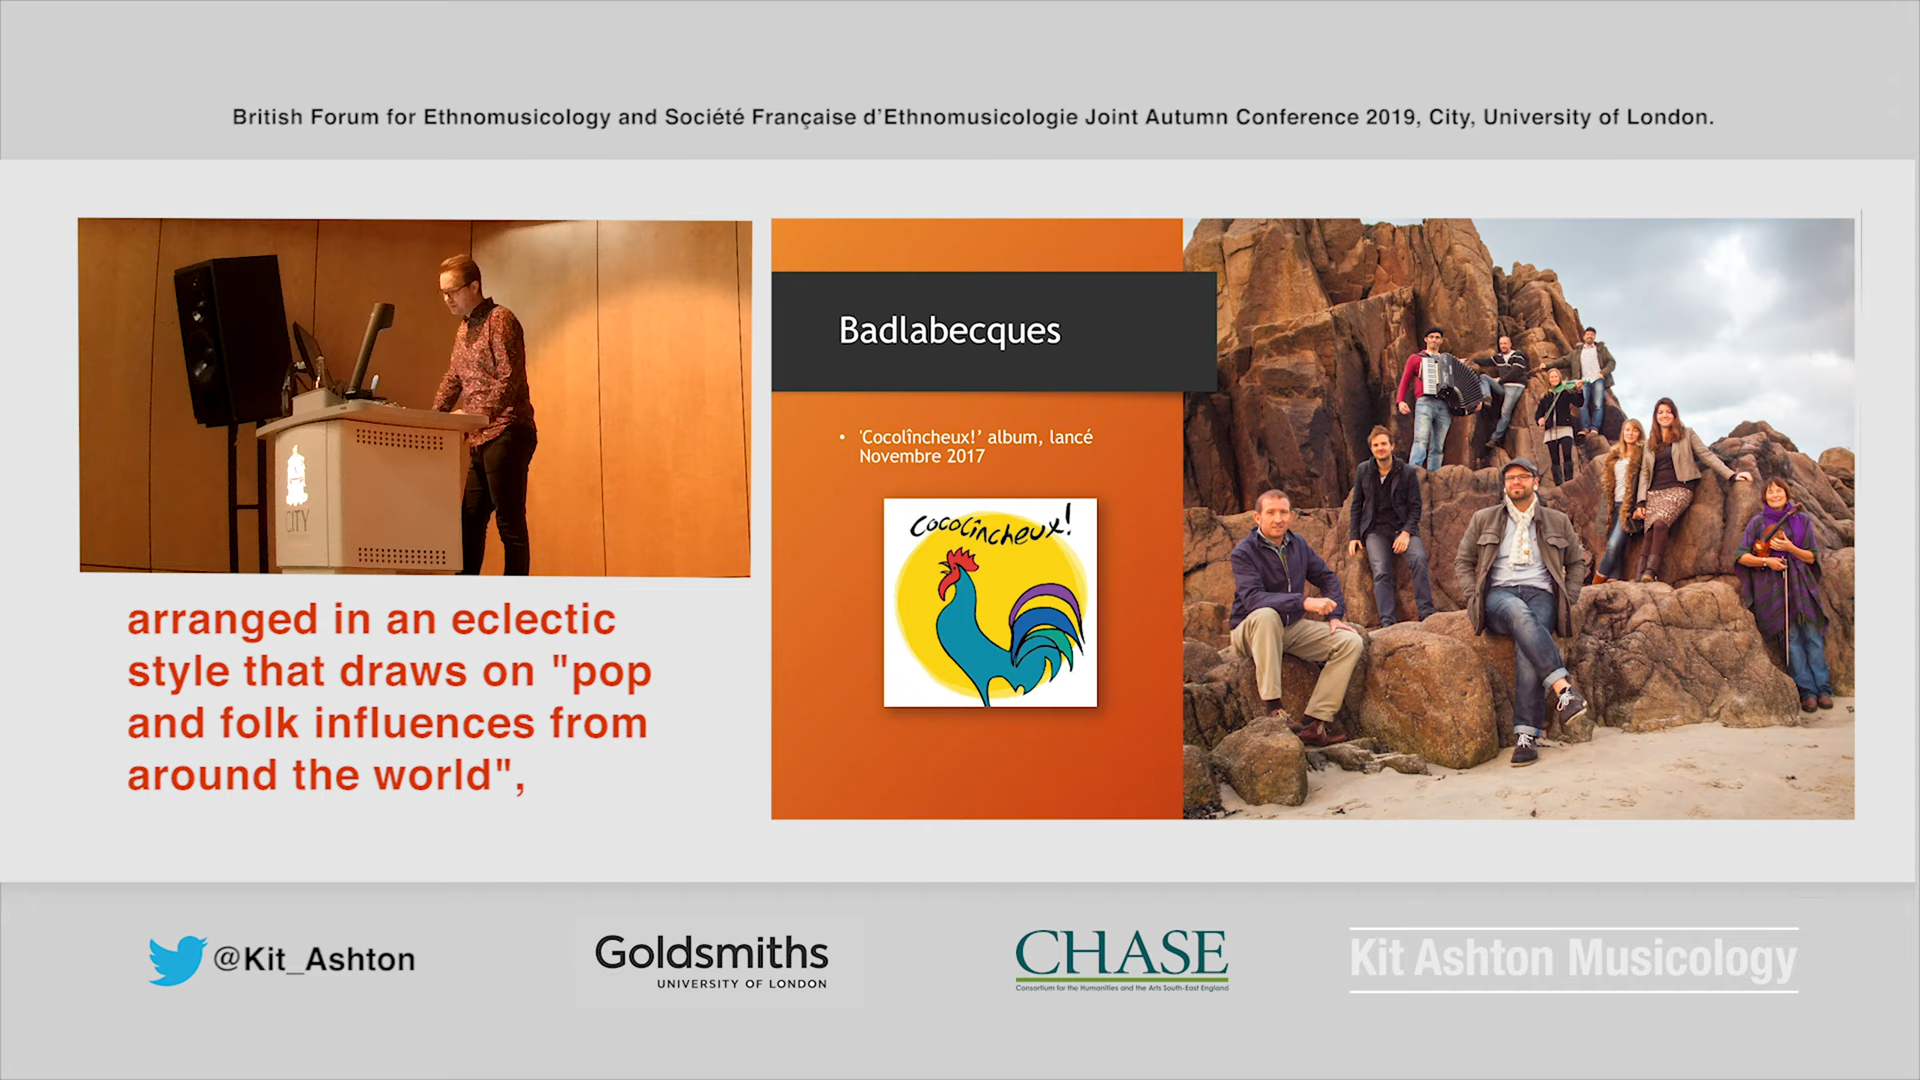 British Forum for Ethnomusicology and Société Française d'Ethnomusicologie Joint Autumn Conference 2019, City, University of London.
CITY
arranged in an eclectic
style that draws on "pop
and folk influences from
around the world",
Badlabecques
• 'Cocolîncheux!’ album, lancé
Novembre 2017
Cocolîncheux!
@Kit_Ashton
Goldsmiths
UNIVERSITY OF LONDON
CHASE
Consortium for the Humanities and the Arts South-East England
Kit Ashton Musicology